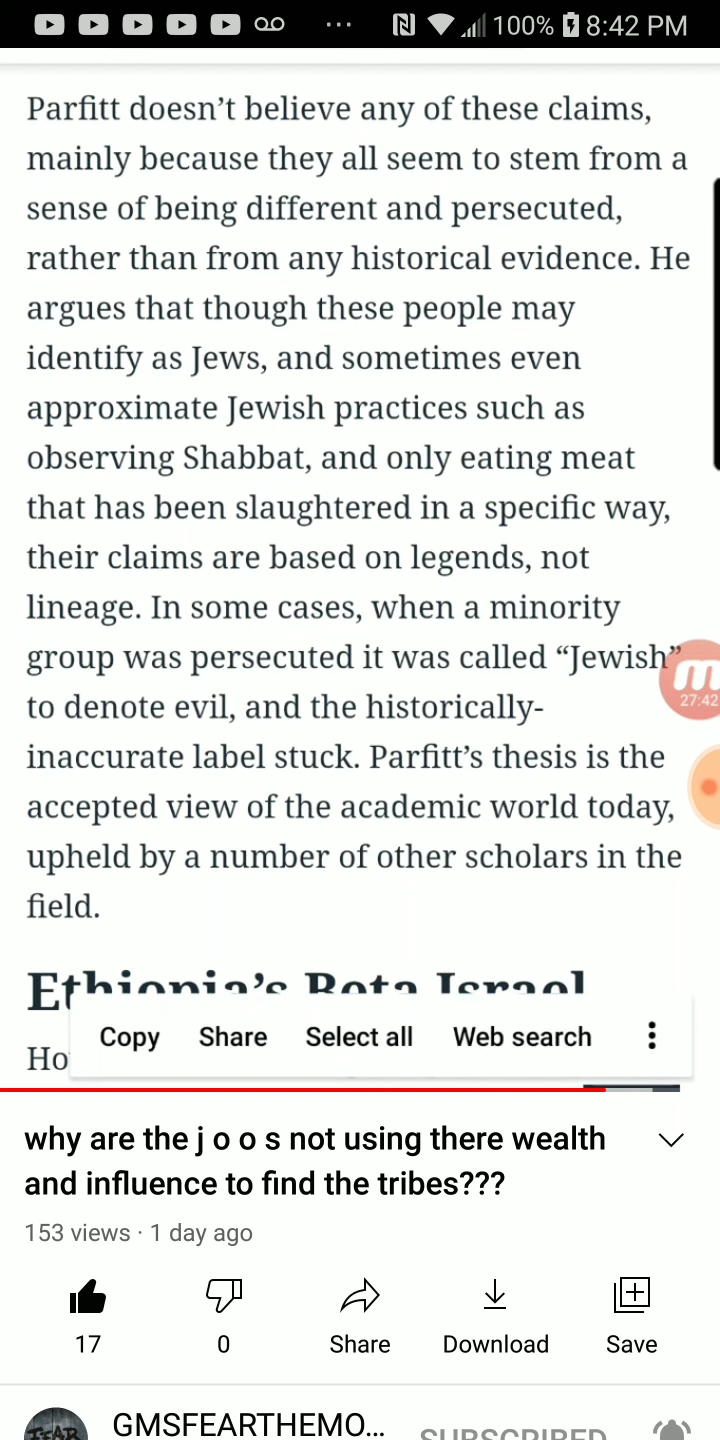 100% 8:42 PM
Parfitt doesn’t believe any of these claims,
mainly because they all seem to stem from a
sense of being different and persecuted,
rather than from any historical evidence. He
argues that though these people may
identify as Jews, and sometimes even
approximate Jewish practices such as
observing Shabbat, and only eating meat
that has been slaughtered in a specific way,
their claims are based on legends, not
lineage. In some cases, when a minority
group was persecuted it was called “Jewish”
to denote evil, and the historically-
inaccurate label stuck. Parfitt’s thesis is the
accepted view of the academic world today,
upheld by a number of other scholars in the
field.
27:42
Ethiopia’s Beta Israel
Copy Share Select all Web search
why are the j o o s not using there wealth
and influence to find the tribes???
153 views · 1 day ago
17 0 Share Download Save
GMSFEARTHEMO... SUBSCRIBED